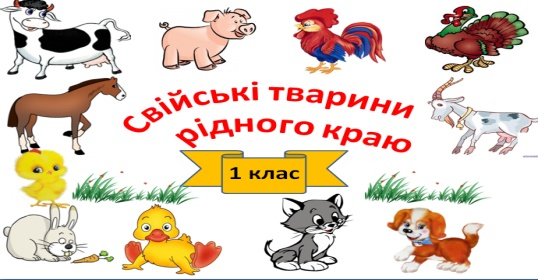 Свійські тварини
рідного краю
1 клас